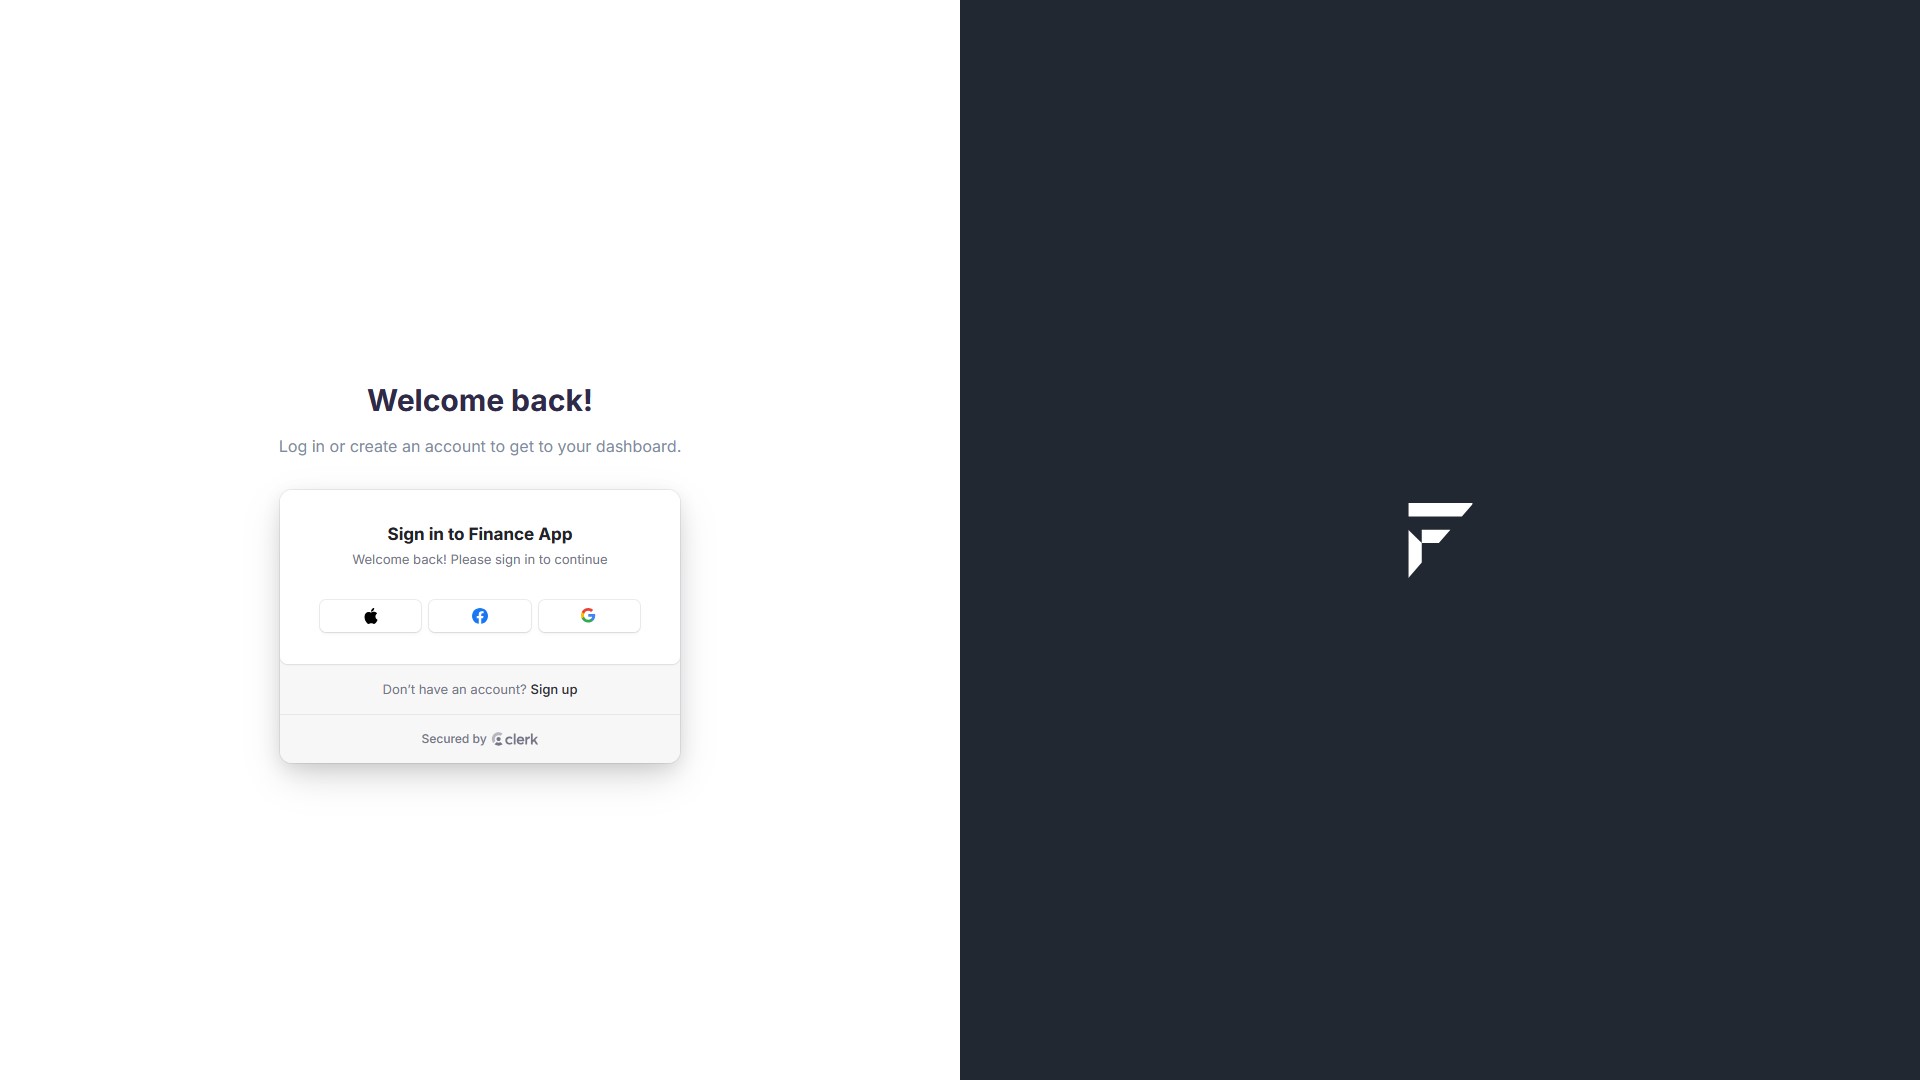 Welcome back!
Log in or create an account to get to your dashboard.
Sign in to Finance App
Welcome back! Please sign in to continue
Don’t have an account? Sign up
Secured by clerk